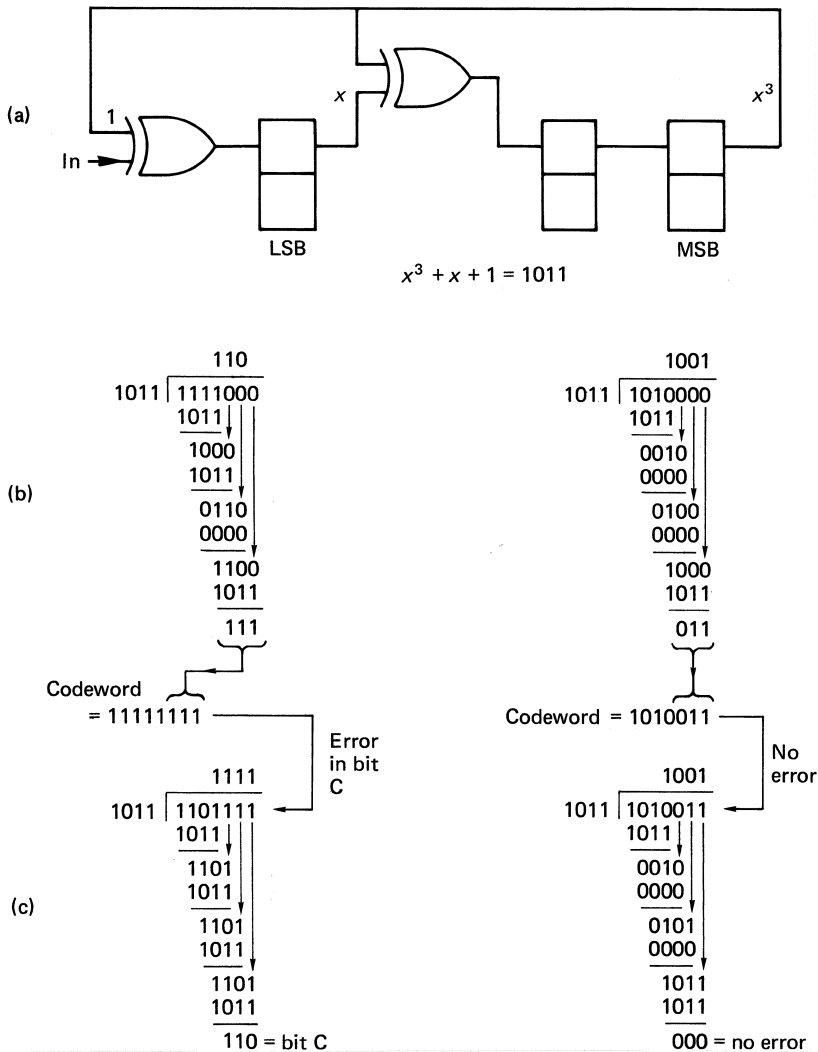 (a)
1
In
x
x³
LSB
MSB
x³ + x + 1 = 1011
(b)
110
1011 1111000
1011
1000
1011
0110
0000
1100
1011
111
Codeword
= 11111111
Error
in bit
C
1001
1011 1010000
1011
0010
0000
0100
0000
1000
1011
011
Codeword = 1010011
No
error
(c)
1111
1011 1101111
1011
1101
1011
1101
1011
1101
1011
110 = bit C
1001
1011 1010011
1011
0010
0000
0101
0000
1011
1011
000 = no error